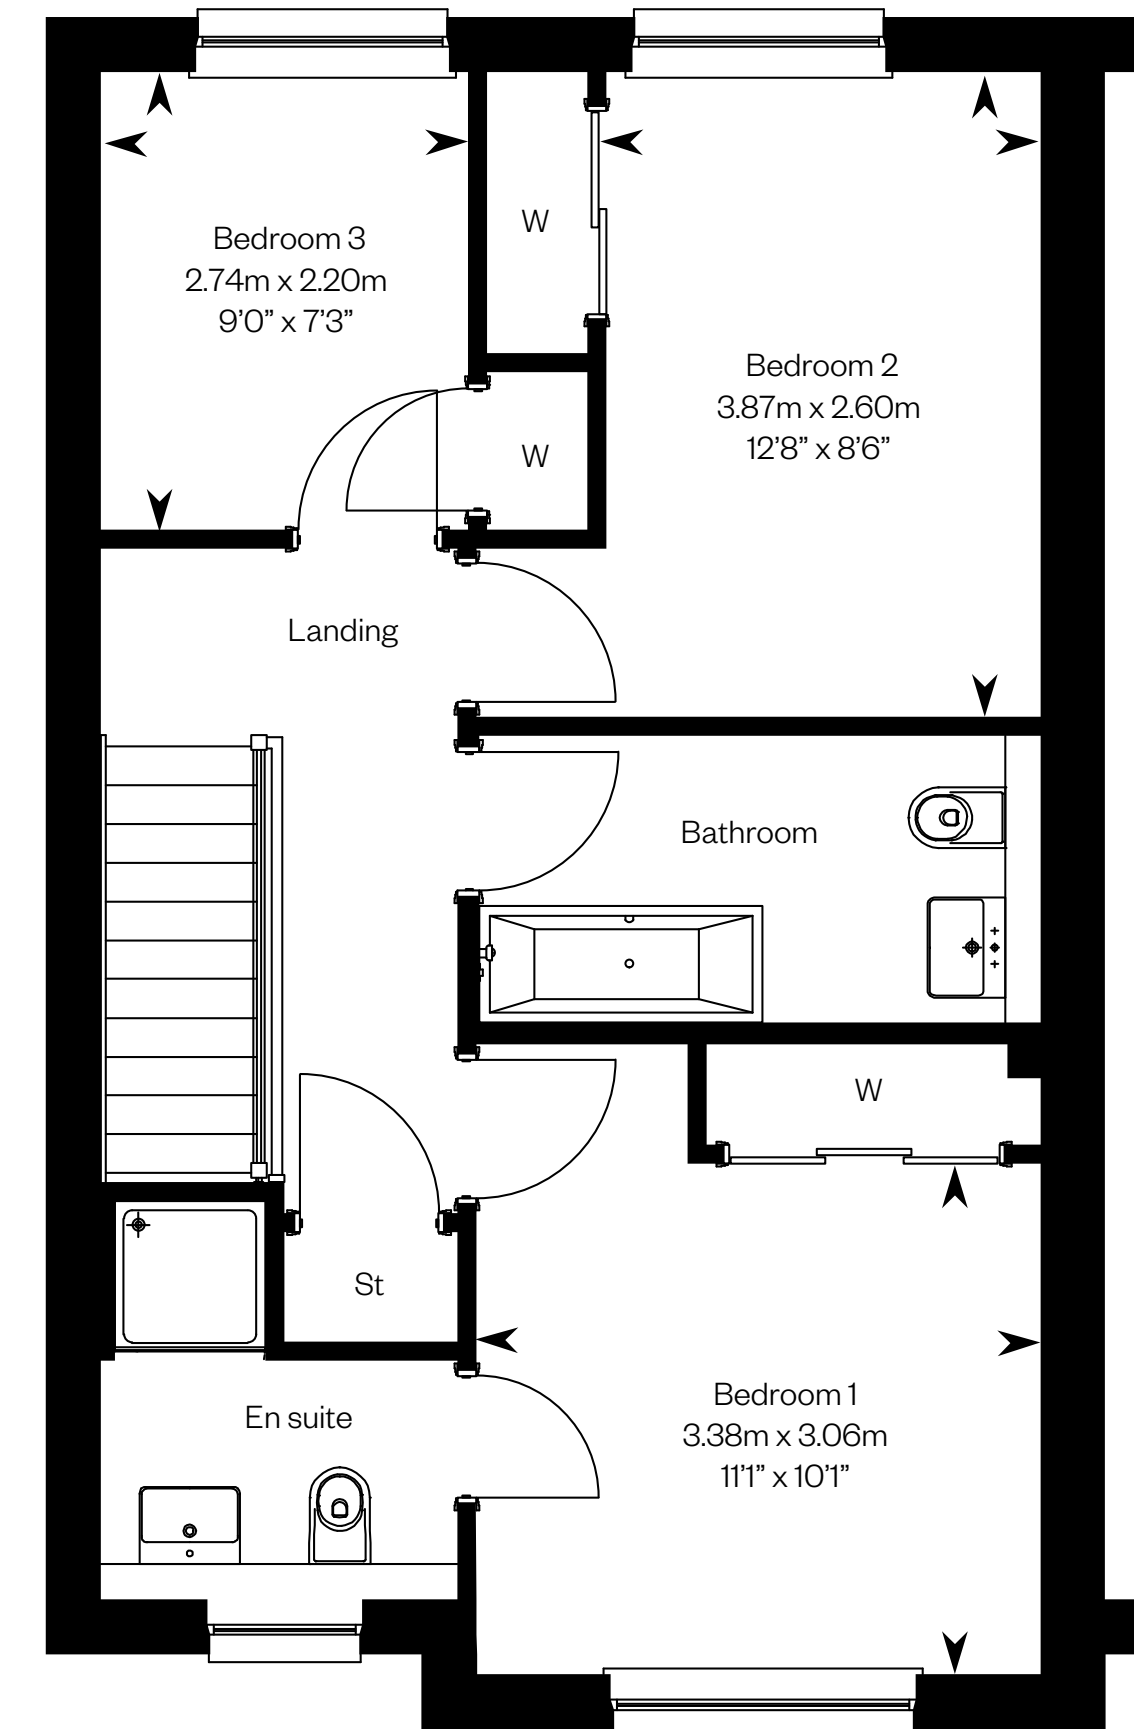 Bedroom 3
2.74m x 2.20m
9’0” x 7’3”
W
Bedroom 2
3.87m x 2.60m
12’8” x 8’6”
W
Landing
Bathroom
W
St
Bedroom 1
3.38m x 3.06m
11’1” x 10’1”
En suite